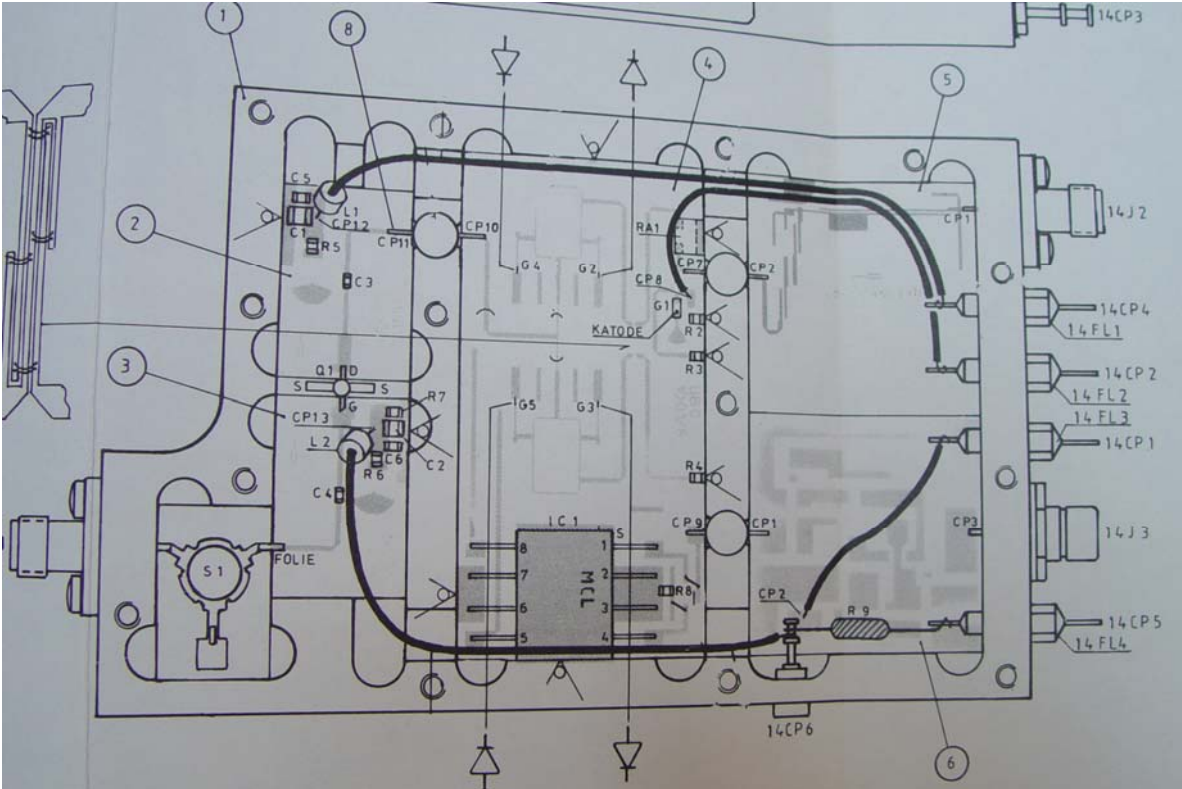 1
8
4
5
14CP3
C5
L1
C1
CP12
R5
C3
CP11
CP10
RA1
CP1
14J2
2
G4
G2
CP7
CP2
CP8
G1
KATODE
R2
R3
14CP4
14FL1
14CP2
14FL2
14FL3
14CP.1
3
Q1
D
S
S
G
R7
CP13
L2
C6
C2
R6
C4
G5
G3
R4
IC1
S
8
1
7
2
6
3
5
4
MCL
R8
CP9
CP1
CP3
14J3
FOLIE
S1
CP2
R9
14CP5
14FL4
14CP6
6